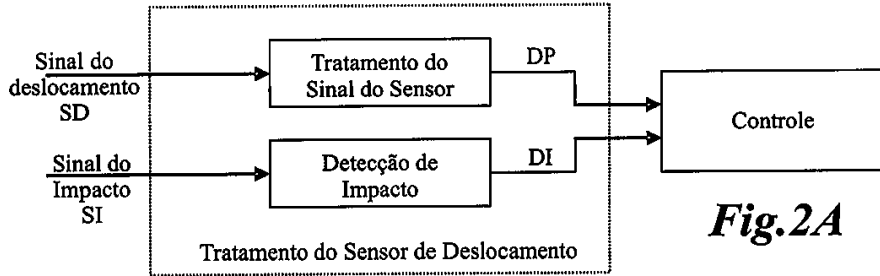 Sinal do
deslocamento
SD
Tratamento do
Sinal do Sensor
DP
Controle
Sinal do
Impacto
SI
Detecção de
Impacto
DI
Tratamento do Sensor de Deslocamento
Fig.2A